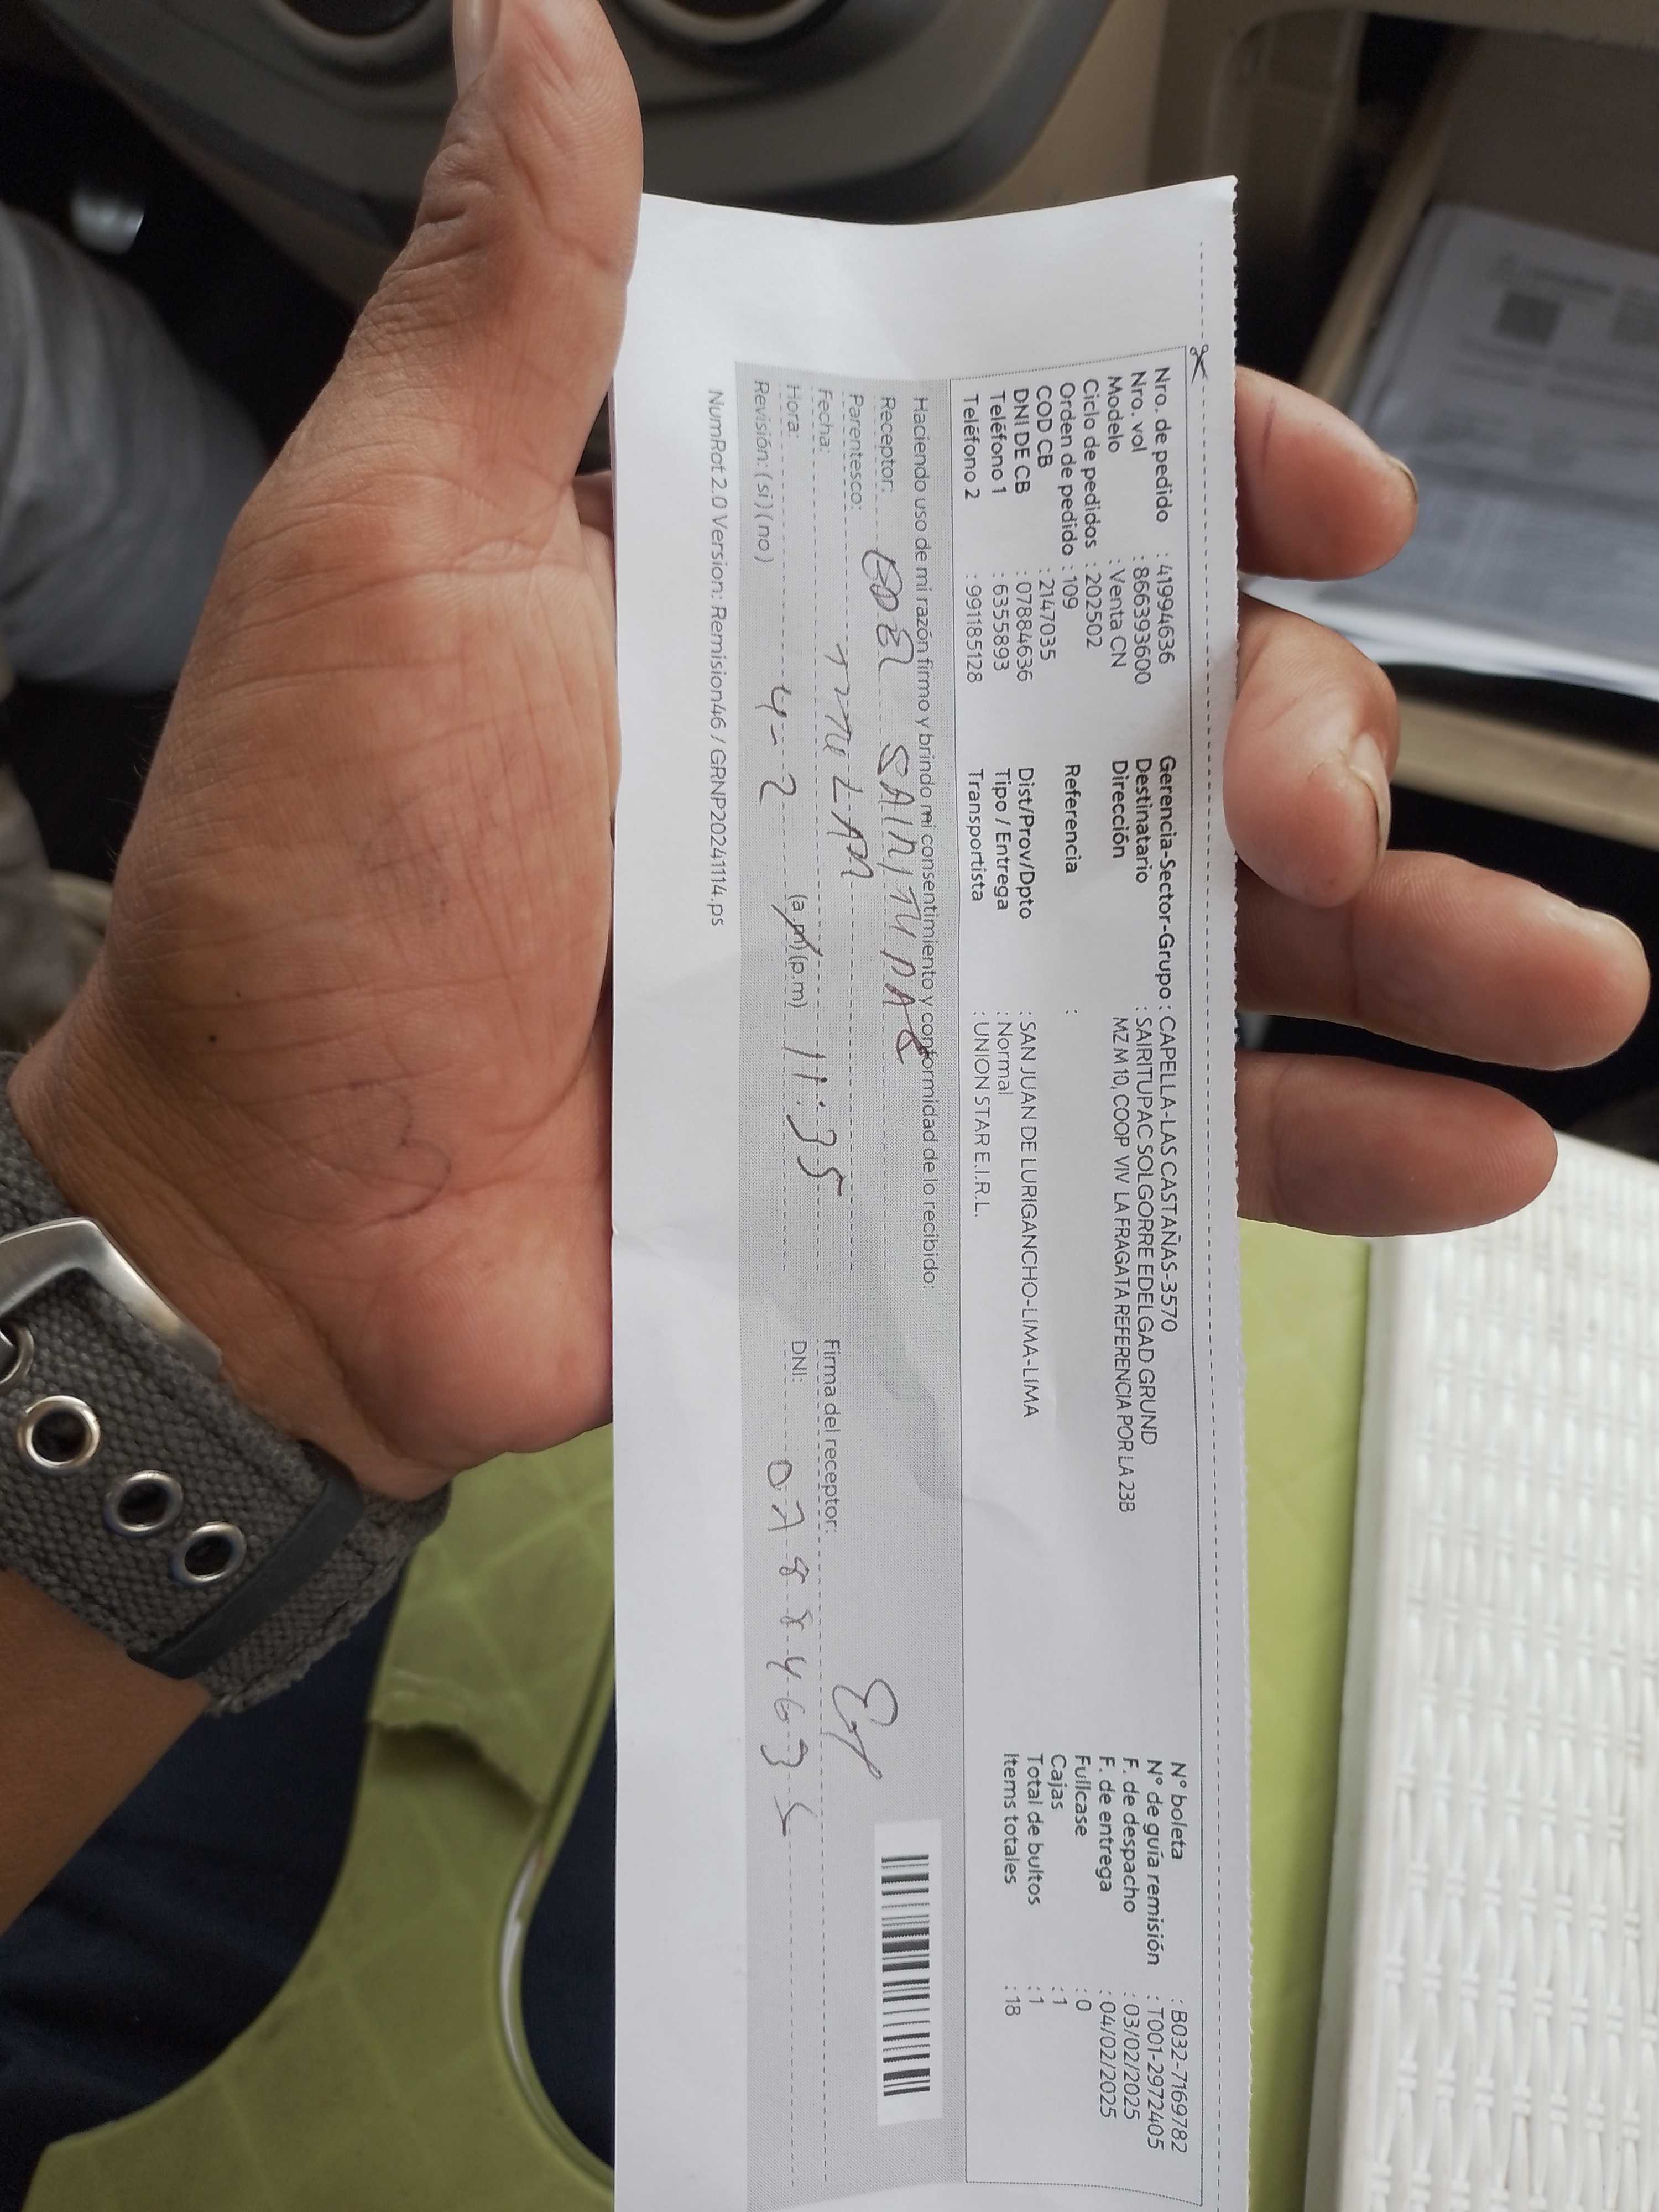 Nro. de pedido : 41994636
Nro. vol : 866393600
Modelo : Venta CN
Ciclo de pedidos : 202502
Orden de pedido : 109
COD CB : 2147035
DNI DE CB : 07884636
Teléfono 1 : 6355893
Teléfono 2 : 991185128
Gerencia-Sector-Grupo : CAPELLA-LAS CASTAÑAS-3570
Destinatario : SAIRITUPAC SOLGORRE EDELGAD GRUND
Dirección MZ M 10, COOP VIV LA FRAGATA REFERENCIA POR LA 23B
Referencia :
Dist/Prov/Dpto : SAN JUAN DE LURIGANCHO-LIMA-LIMA
Tipo / Entrega : Normal
Transportista : UNION STAR E.I.R.L.
N° boleta : B032-7169782
N° de guía remisión : T001-2972405
F. de despacho : 03/02/2025
F. de entrega : 04/02/2025
Fullcase : 0
Cajas : 1
Total de bultos : 1
Items totales : 18
Haciendo uso de mi razón firmo y brindo mi consentimiento y conformidad de lo recibido:
Receptor: SAIRITUPAC
Parentesco: TITULAR
Fecha: 4-2
Hora: (a.m)(p.m) 11:35
Revisión: (si)(no)
Firma del receptor:
DNI: 0788463
NumRot 2.0 Version: Remision46 / GRNP20241114.ps